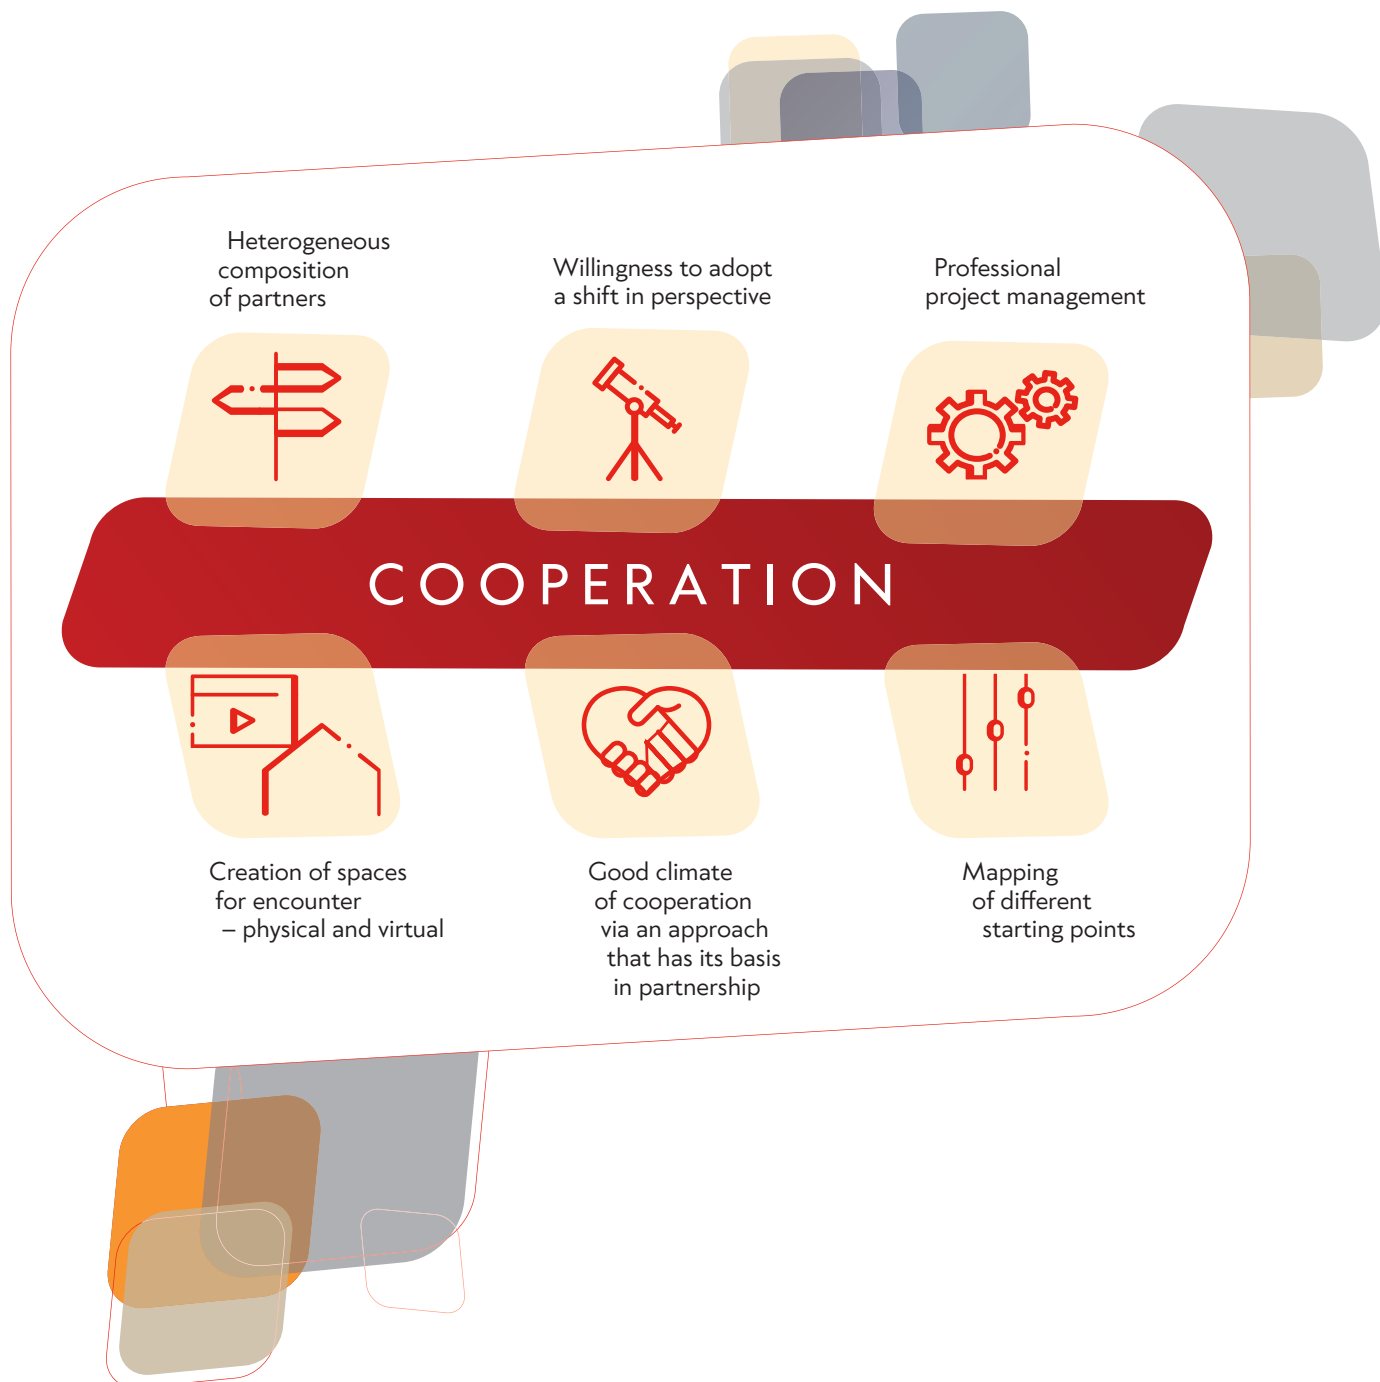 Heterogeneous
composition
of partners
Willingness to adopt
a shift in perspective
Professional
project management
COOPERATION
Creation of spaces
for encounter
– physical and virtual
Good climate
of cooperation
via an approach
that has its basis
in partnership
Mapping
of different
starting points